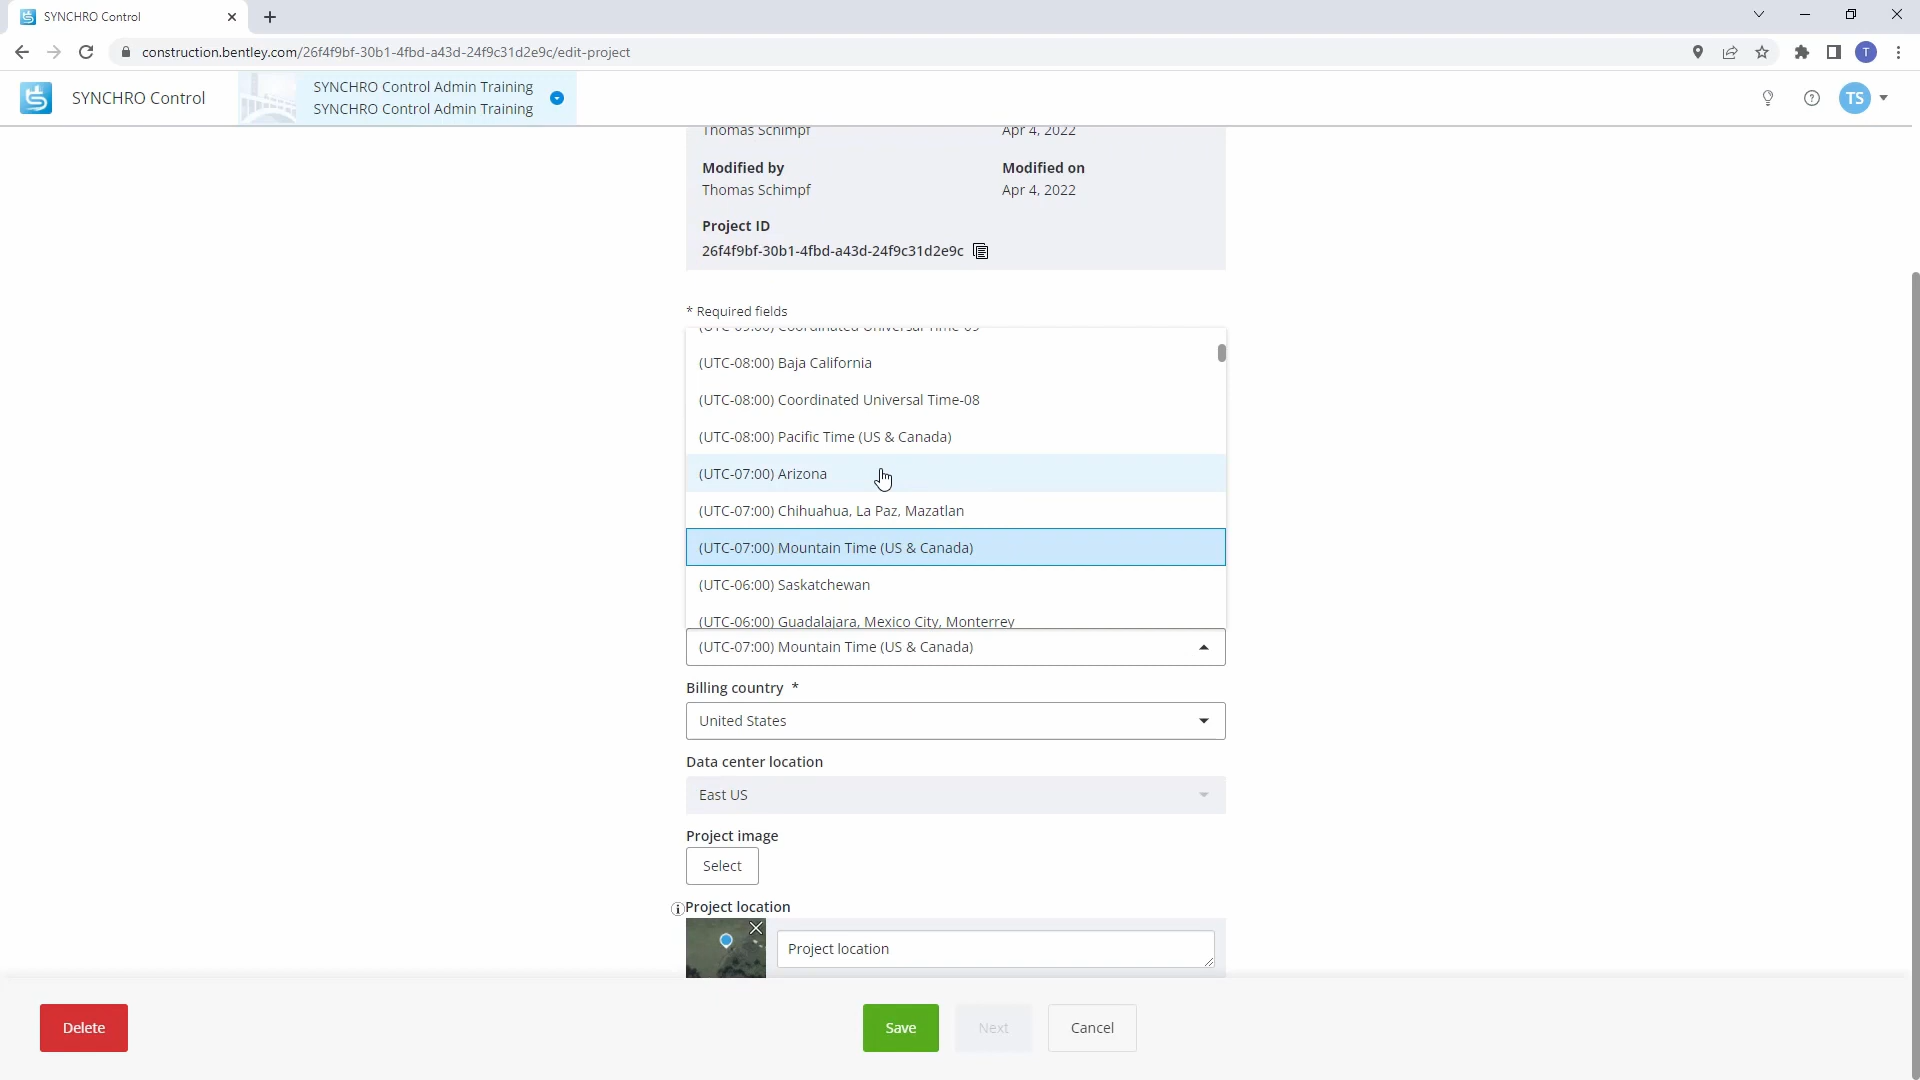 SYNCHRO Control
construction.bentley.com/26f4f9bf-30b1-4fbd-a43d-24f9c31d2e9c/edit-project
T
SYNCHRO Control
SYNCHRO Control Admin Training
SYNCHRO Control Admin Training
TS
Thomas Schimpf
Apr 4, 2022
Modified by
Modified on
Thomas Schimpf
Apr 4, 2022
Project ID
26f4f9bf-30b1-4fbd-a43d-24f9c31d2e9c
* Required fields
(UTC-09:00) Coordinated Universal Time-09
(UTC-08:00) Baja California
(UTC-08:00) Coordinated Universal Time-08
(UTC-08:00) Pacific Time (US & Canada)
(UTC-07:00) Arizona
(UTC-07:00) Chihuahua, La Paz, Mazatlan
(UTC-07:00) Mountain Time (US & Canada)
(UTC-06:00) Saskatchewan
(UTC-06:00) Guadalajara, Mexico City, Monterrey
(UTC-07:00) Mountain Time (US & Canada)
Billing country *
United States
Data center location
East US
Project image
Select
Project location
Project location
Delete
Save
Next
Cancel